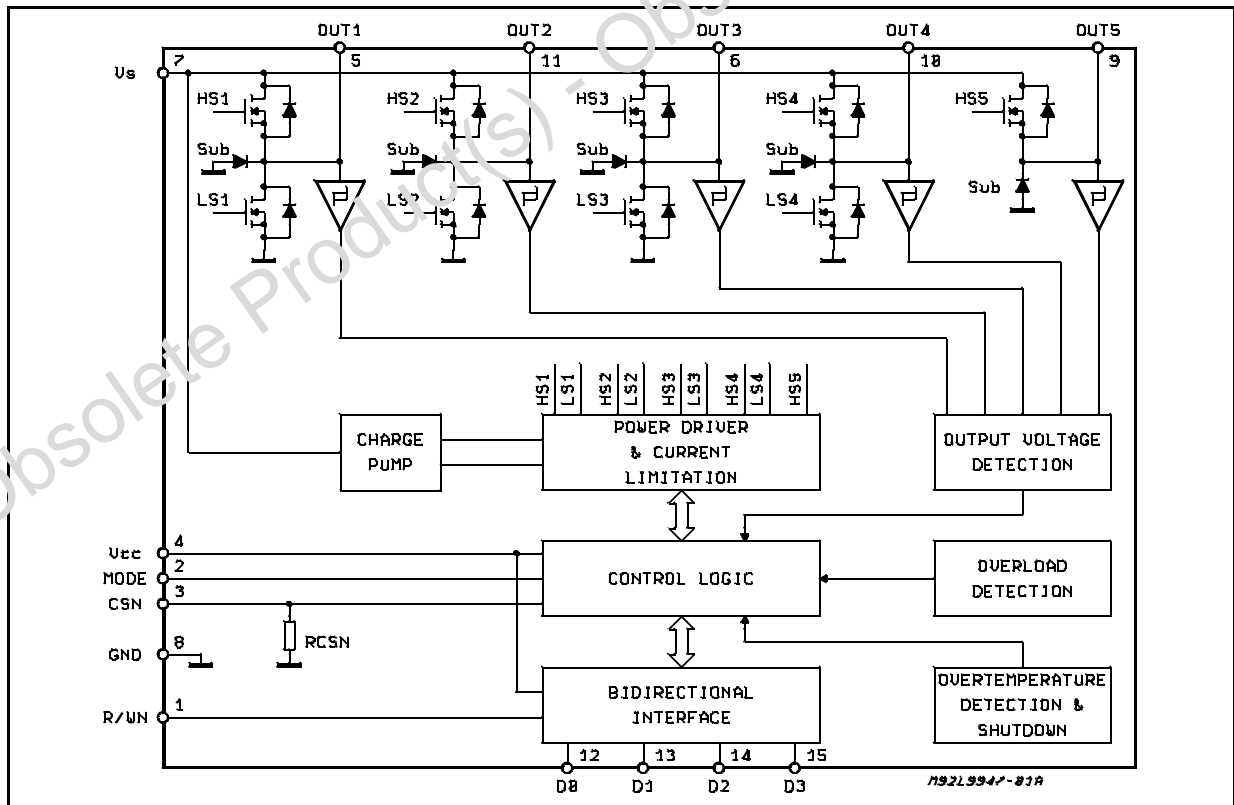 OUT1 OUT2 OUT3 OUT4 OUT5
7 5 11 6 10 9
Vs
HS1 HS2 HS3 HS4 HS5
Sub Sub Sub Sub
Sub
LS1 LS2 LS3 LS4
HS1 LS1 HS2 LS2 HS3 LS3 HS4 LS4 HS5
CHARGE
PUMP
POWER DRIVER
& CURRENT
LIMITATION
OUTPUT VOLTAGE
DETECTION
Vcc 4
MODE 2
CSN 3
CONTROL LOGIC
OVERLOAD
DETECTION
RCSN
GND 8
R/WN 1
BIDIRECTIONAL
INTERFACE
OVERTEMPERATURE
DETECTION &
SHUTDOWN
12 13 14 15
D0 D1 D2 D3
M92L9947-01A
Obsolete Product(s) - Obs